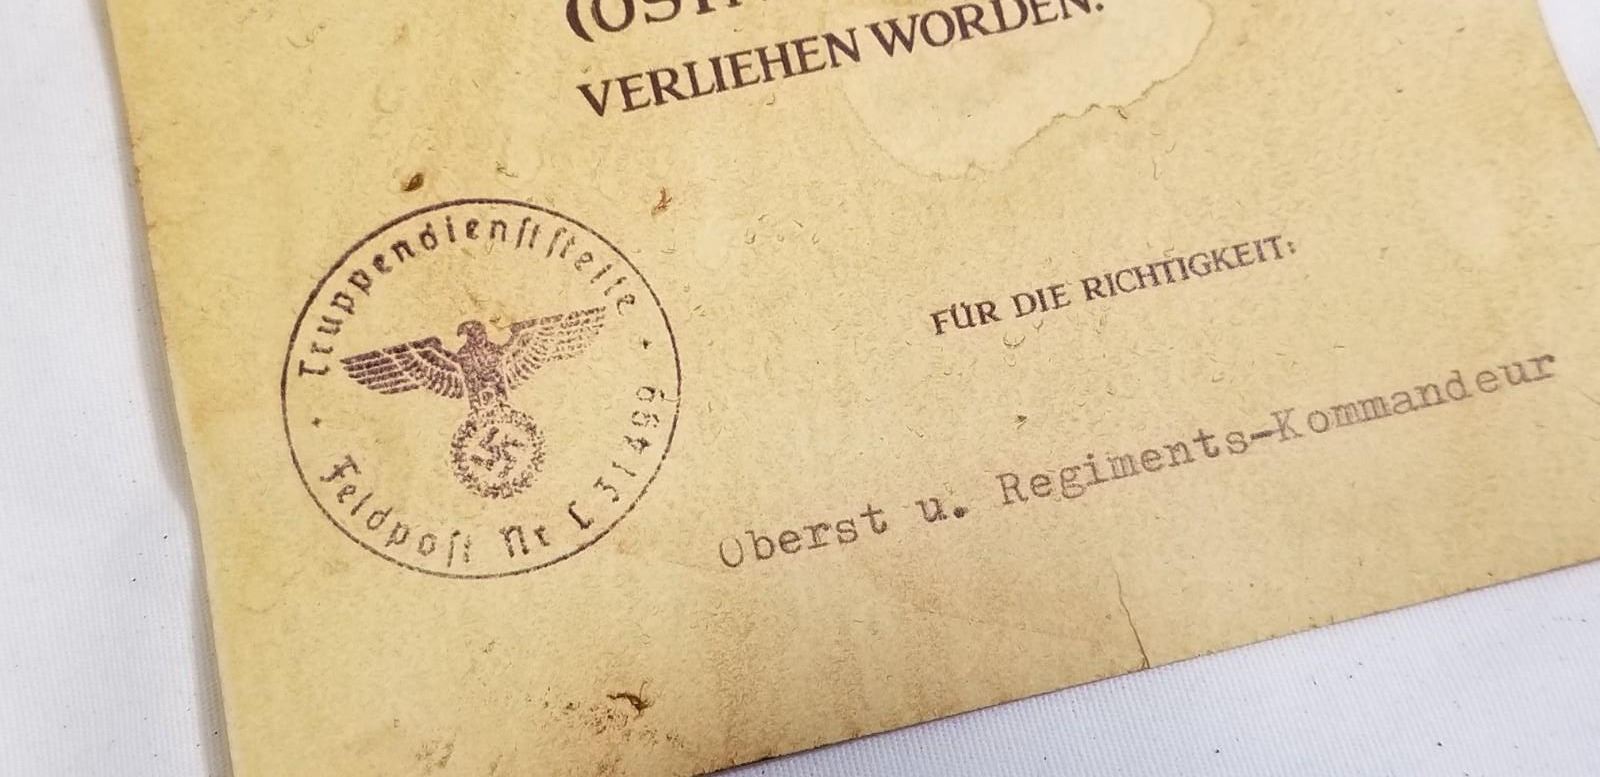 VERLIEHEN WORDEN.
FÜR DIE RICHTIGKEIT:
Oberst u. Regiments-Kommandeur
Truppendienststelle
Feldpost Nr L 31499